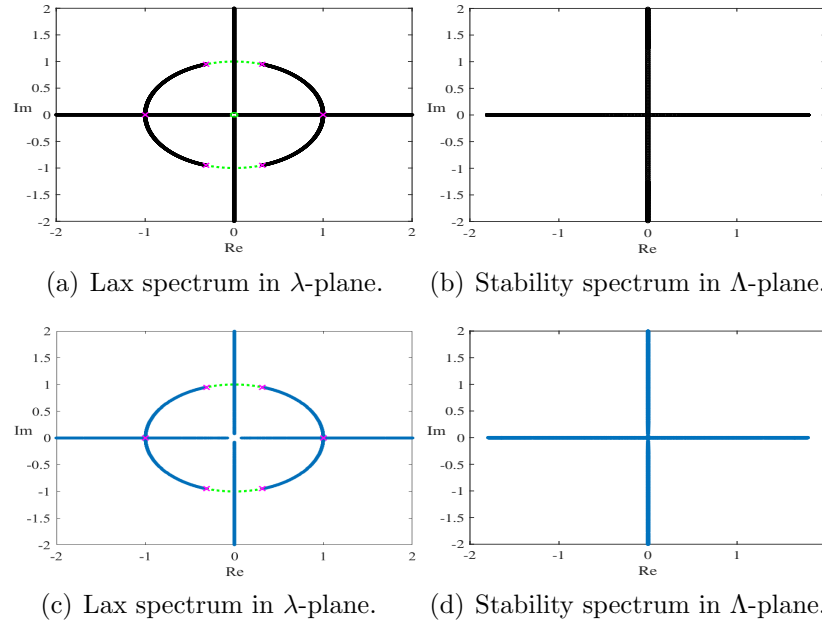 2
1.5
1
0.5
Im 0
-0.5
-1
-1.5
-2
-2 -1 0 1 2
Re
2
1.5
1
0.5
Im 0
-0.5
-1
-1.5
-2
-2 -1 0 1
Re
(a) Lax spectrum in λ-plane.
(b) Stability spectrum in Λ-plane.
2
1.5
1
0.5
Im 0
-0.5
-1
-1.5
-2
-2 -1 0 1 2
Re
2
1.5
1
0.5
Im 0
-0.5
-1
-1.5
-2
-2 -1 0 1
Re
(c) Lax spectrum in λ-plane.
(d) Stability spectrum in Λ-plane.